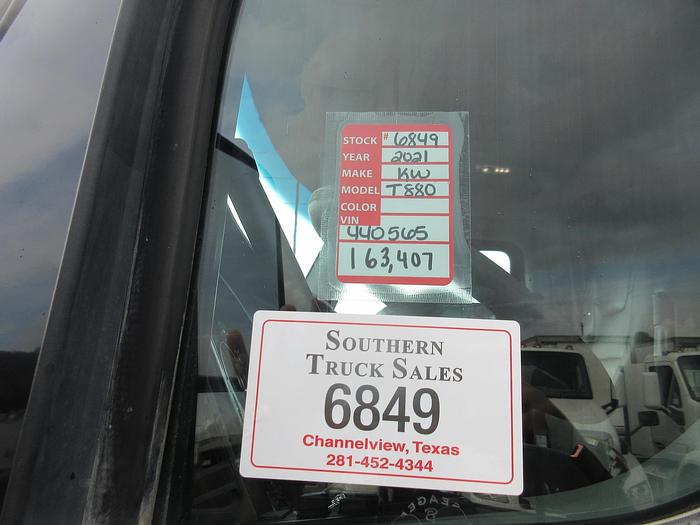 STOCK # 6849
YEAR 2021
MAKE KW
MODEL T880
COLOR
VIN
440565
163,407
SOUTHERN
TRUCK SALES
6849
Channelview, Texas
281-452-4344